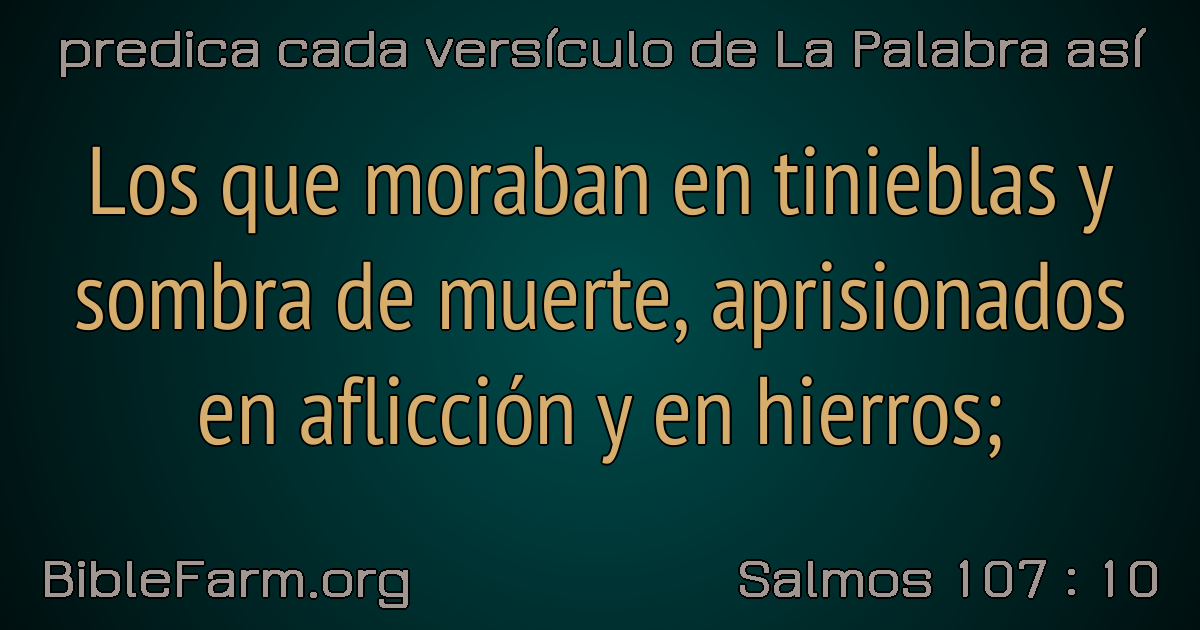 predica cada versículo de La Palabra así
Los que moraban en tinieblas y
sombra de muerte, aprisionados
en aflicción y en hierros;
BibleFarm.org
Salmos 107 : 10